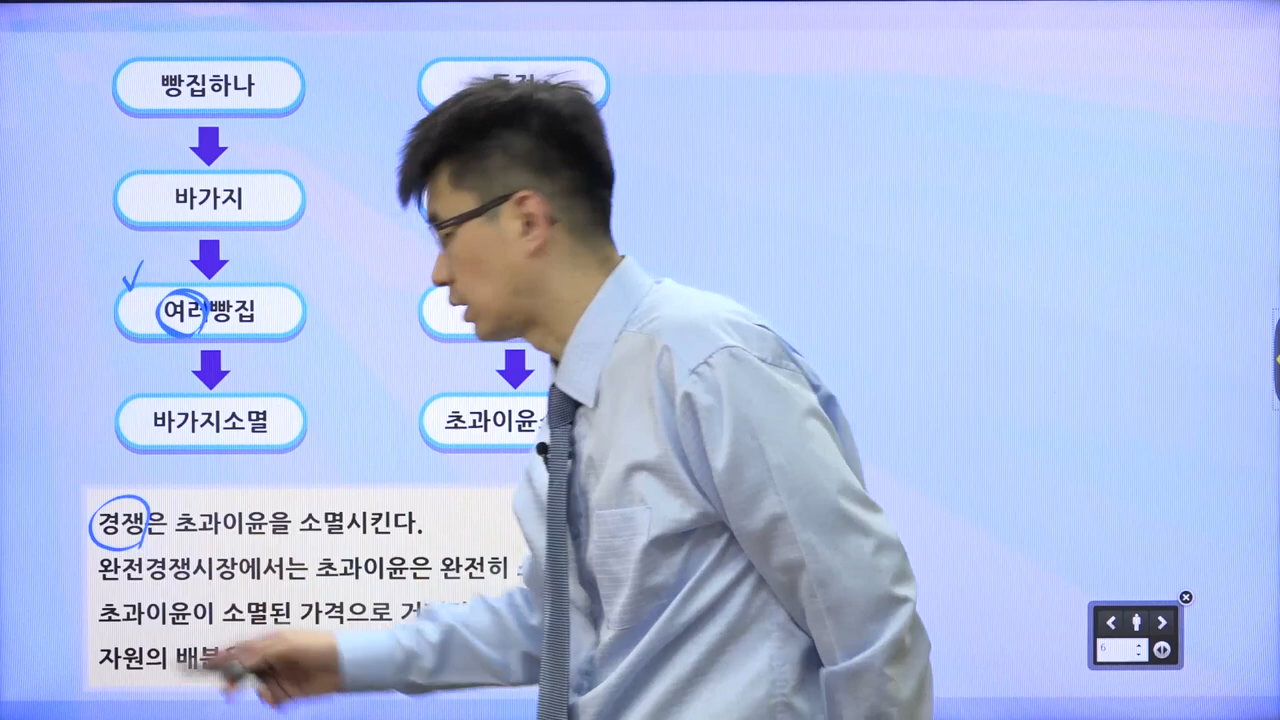 빵집하나
바가지
여러빵집
바가지소멸
초과이윤
경쟁은 초과이윤을 소멸시킨다.
완전경쟁시장에서는 초과이윤은 완전히
초과이윤이 소멸된 가격으로
자원의
6